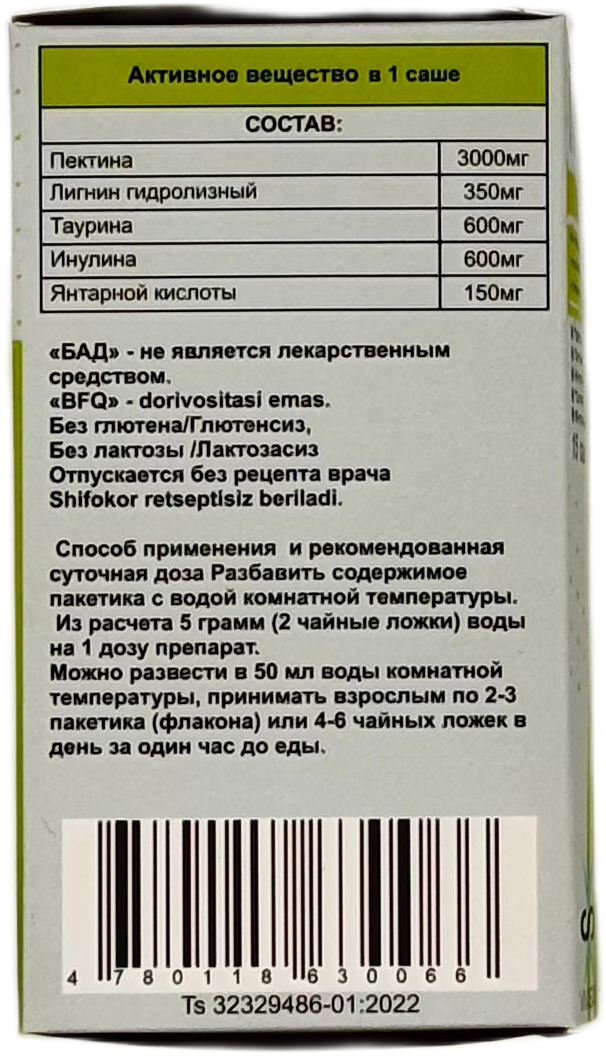 Активное вещество в 1 саше
СОСТАВ:
Пектина 3000мг
Лигнин гидролизный 350мг
Таурина 600мг
Инулина 600мг
Янтарной кислоты 150мг
«БАД» - не является лекарственным
средством.
«BFQ» - dorivositasi emas.
Без глютена/Глютенсиз,
Без лактозы /Лактозасиз
Отпускается без рецепта врача
Shifokor retseptisiz beriladi.
Способ применения и рекомендованная
суточная доза Разбавить содержимое
пакетика с водой комнатной температуры.
Из расчета 5 грамм (2 чайные ложки) воды
на 1 дозу препарат.
Можно развести в 50 мл воды комнатной
температуры, принимать взрослым по 2-3
пакетика (флакона) или 4-6 чайных ложек в
день за один час до еды.
4 780118 630066
Ts 32329486-01:2022